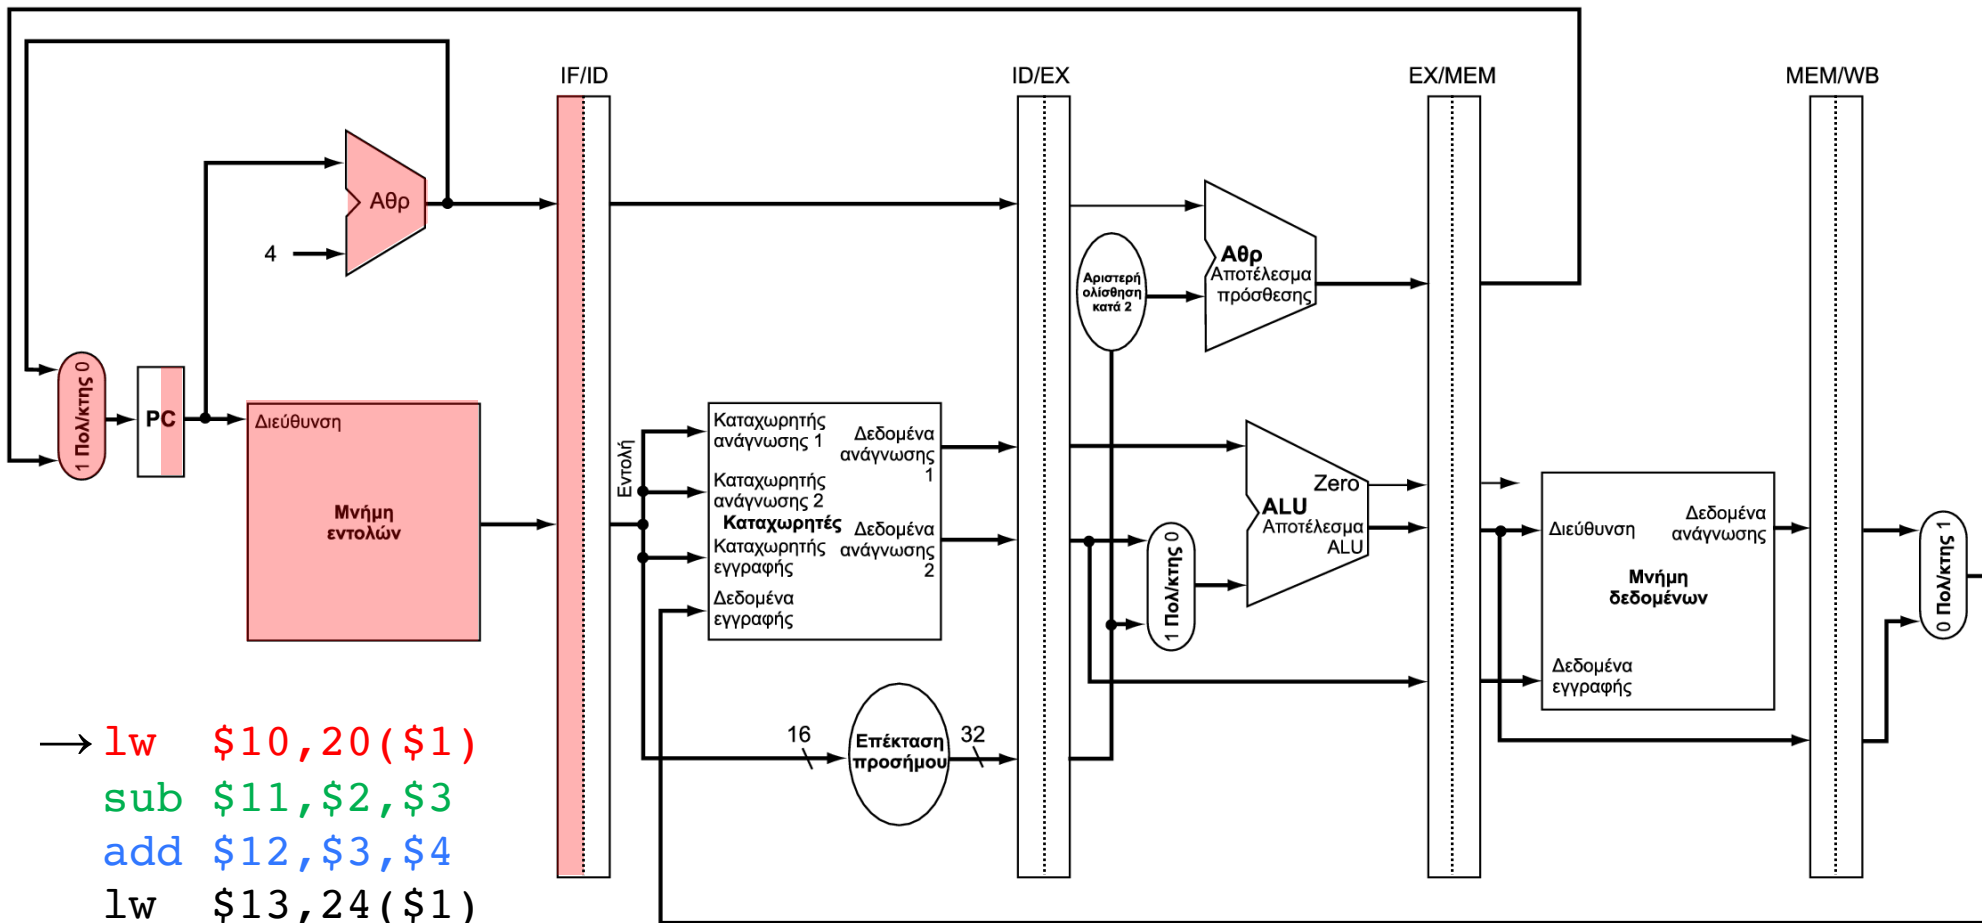 IF/ID
ID/EX
EX/MEM
MEM/WB
Αθρ
4
Αθρ
Αποτέλεσμα
πρόσθεσης
Αριστερή
ολίσθηση
κατά 2
1 Πολ/κτης 0
PC
Διεύθυνση
Μνήμη
εντολών
Εντολή
Καταχωρητής
ανάγνωσης 1
Καταχωρητής
ανάγνωσης 2
Καταχωρητές
Καταχωρητής
εγγραφής
Δεδομένα
εγγραφής
Δεδομένα
ανάγνωσης
1
Δεδομένα
ανάγνωσης
2
1 Πολ/κτης 0
Zero
ALU
Αποτέλεσμα
ALU
Διεύθυνση
Δεδομένα
ανάγνωσης
Μνήμη
δεδομένων
Δεδομένα
εγγραφής
0 Πολ/κτης 1
16
Επέκταση
προσήμου
32
→ lw $10,20($1)
sub $11,$2,$3
add $12,$3,$4
lw $13,24($1)